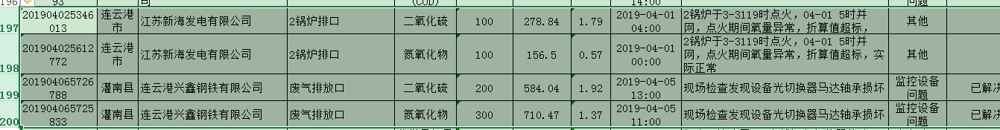 196
93
司
(COD)
14:00
问题
197
201904025346
013
连云港
市
江苏新海发电有限公司
2锅炉排口
二氧化硫
100
278.84
1.79
2019-04-01
04:00
2锅炉于3-3119时点火，04-01 5时并
网，点火期间氧量异常，折算值超标，
其他
198
201904025612
772
连云港
市
江苏新海发电有限公司
2锅炉排口
氮氧化物
100
156.5
0.57
2019-04-01
00:00
2锅炉于3-3119时点火，04-01 5时并
网，点火期间氧量异常，折算值超标，实
际正常
其他
199
201904065726
788
灌南县
连云港兴鑫钢铁有限公司
废气排放口
二氧化硫
200
584.04
1.92
2019-04-05
13:00
现场检查发现设备光切换器马达轴承损坏
监控设备
问题
已解决
200
201904065725
833
灌南县
连云港兴鑫钢铁有限公司
废气排放口
氮氧化物
300
710.47
1.37
2019-04-05
11:00
现场检查发现设备光切换器马达轴承损坏
监控设备
问题
已解决